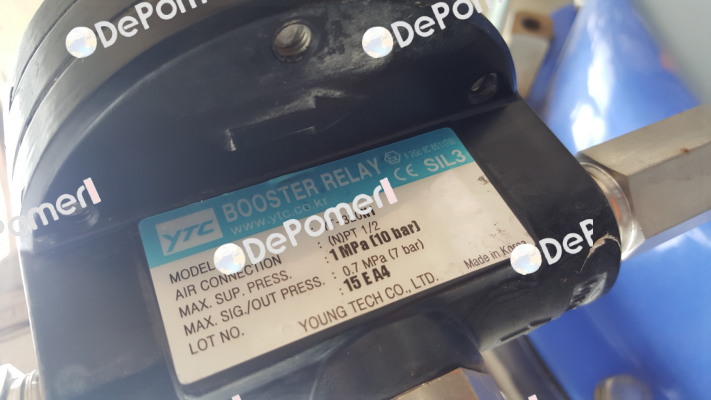 DePomerl
DePomerl
BOOSTER RELAY
CE SIL3
YTC
www.ytc.co.kr
MODEL
AIR CONNECTION : (N)PT 1/2
MAX. SUP. PRESS. : 1 MPa (10 bar)
MAX. SIG./OUT PRESS. : 0.7 MPa (7 bar)
LOT NO. : 15 E A4
YOUNG TECH CO., LTD.
Made in Korea
DePomerl
DePomerl
DeP